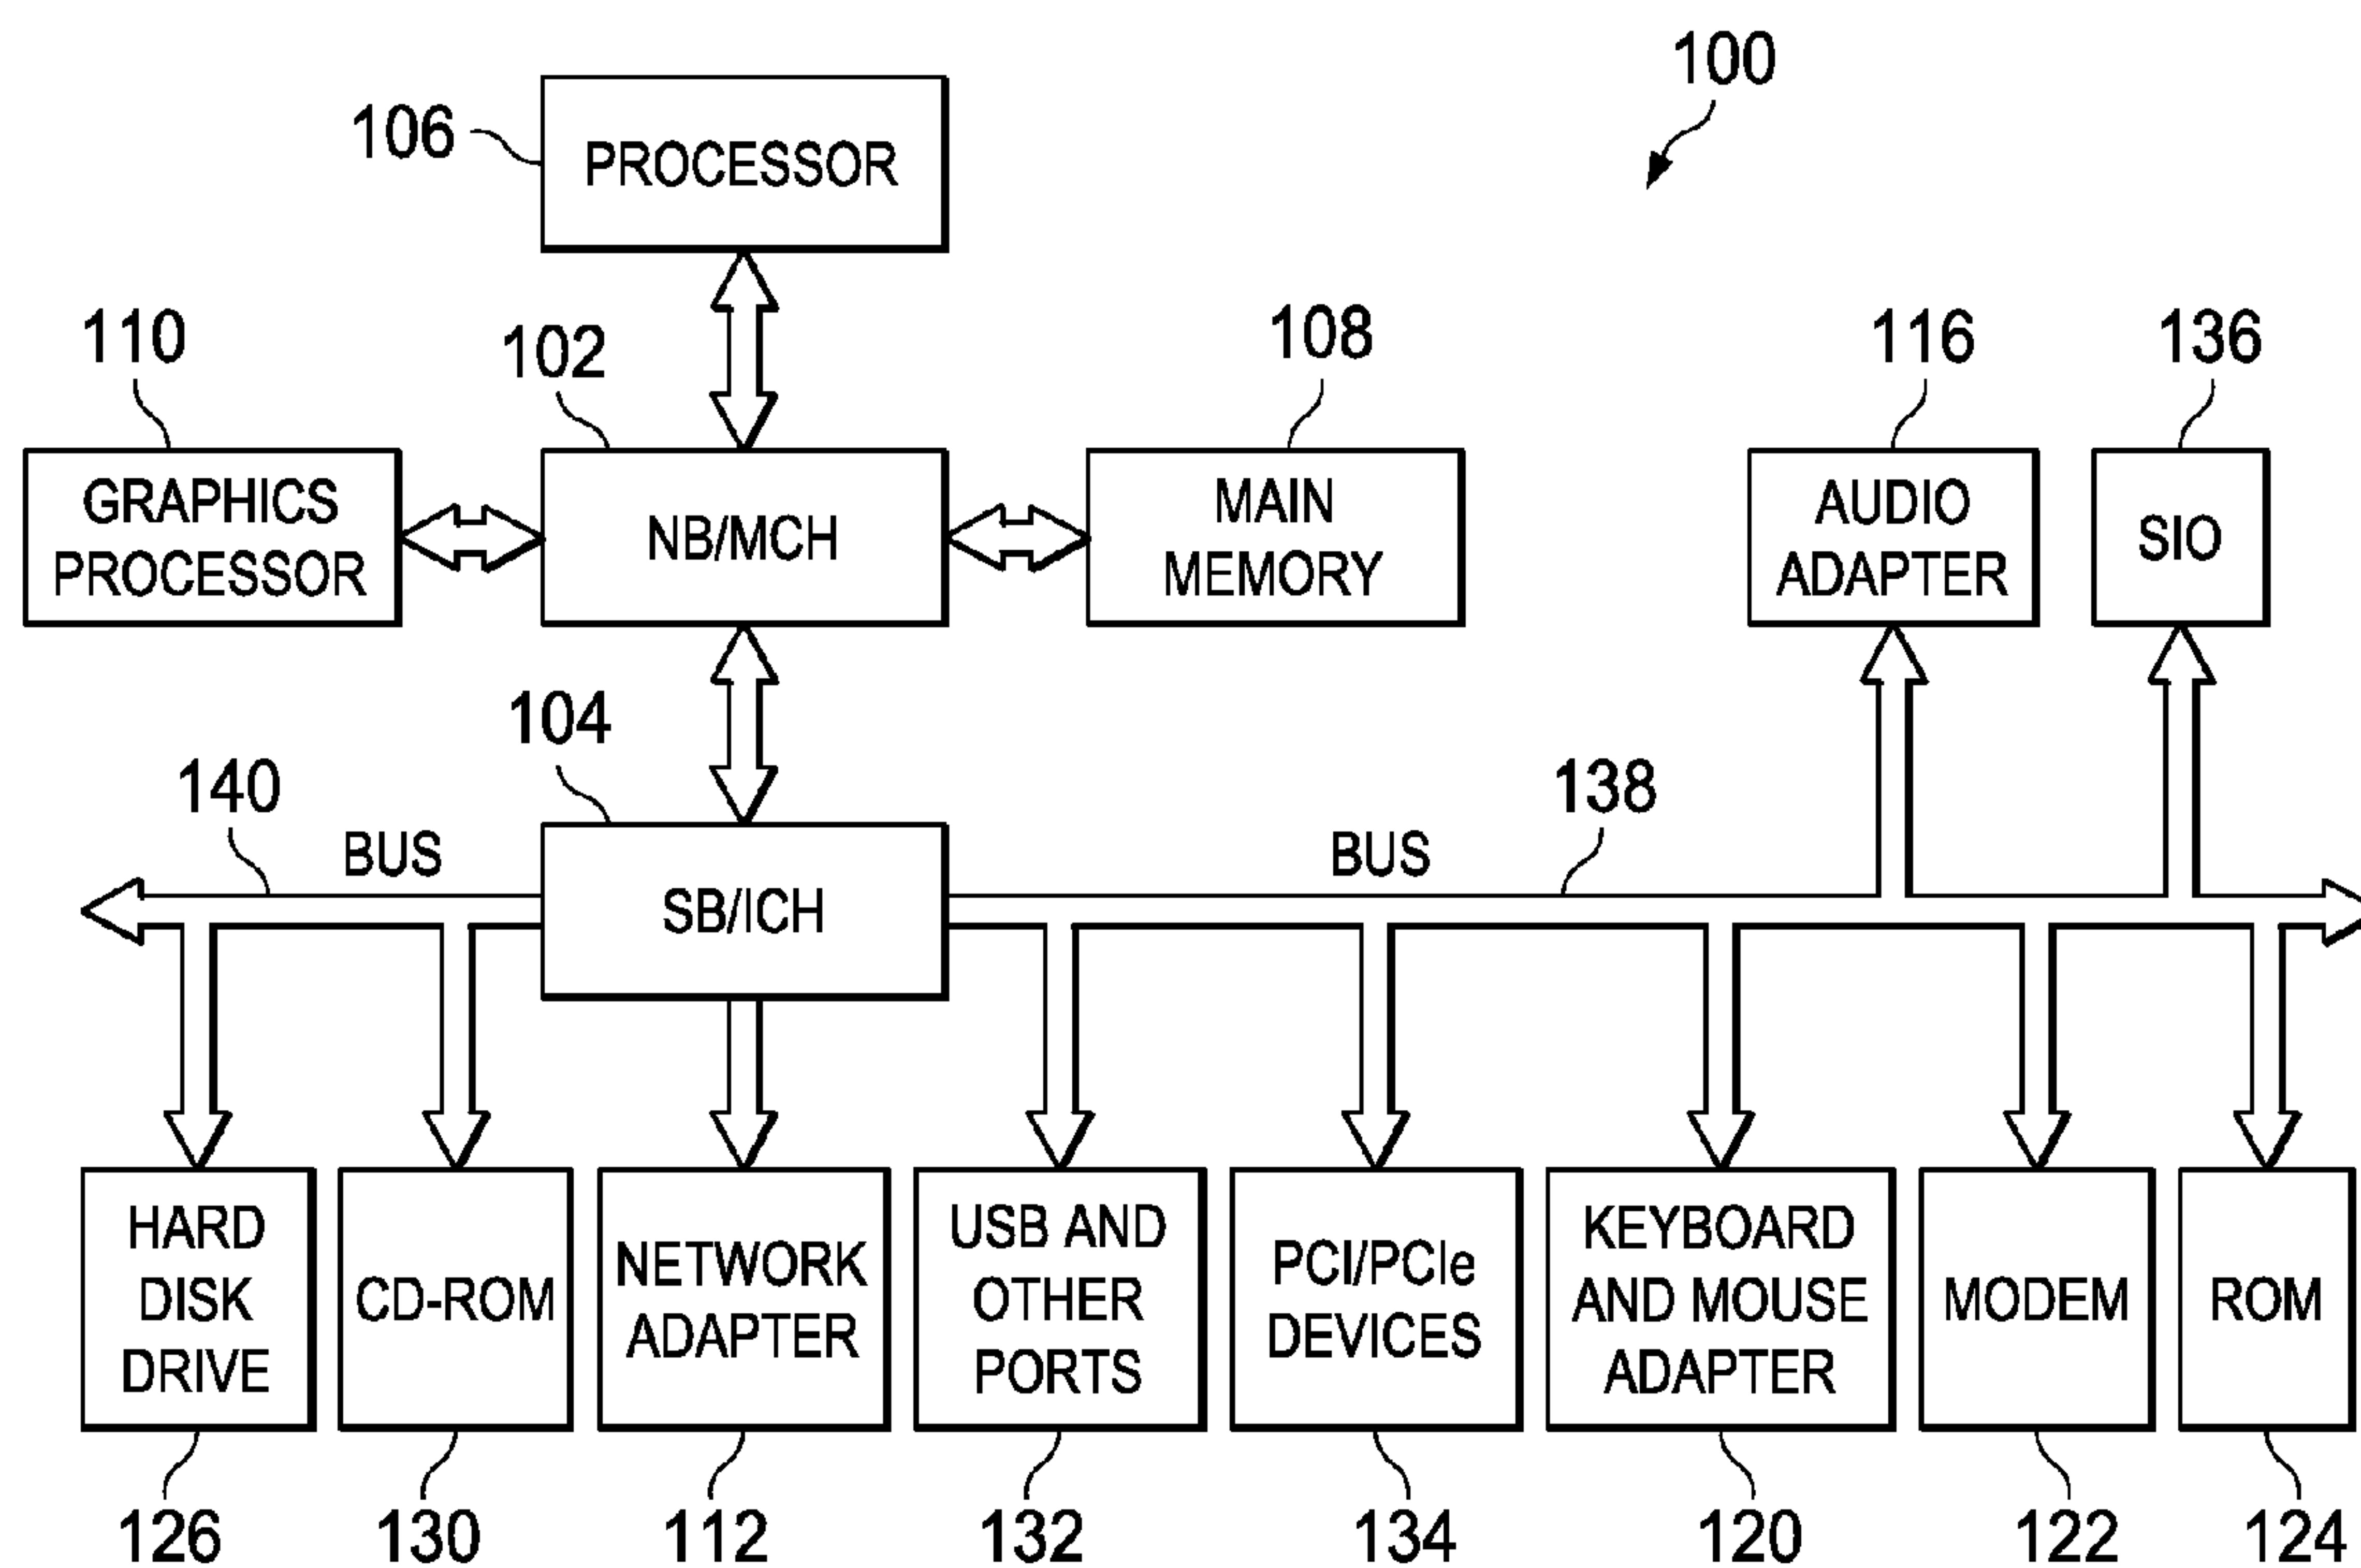 100
106
PROCESSOR
110
102
108
116
136
GRAPHICS
PROCESSOR
NB/MCH
MAIN
MEMORY
AUDIO
ADAPTER
SIO
104
140
BUS
SB/ICH
BUS
138
HARD
DISK
DRIVE
CD-ROM
NETWORK
ADAPTER
USB AND
OTHER
PORTS
PCI/PCIe
DEVICES
KEYBOARD
AND MOUSE
ADAPTER
MODEM
ROM
126
130
112
132
134
120
122
124